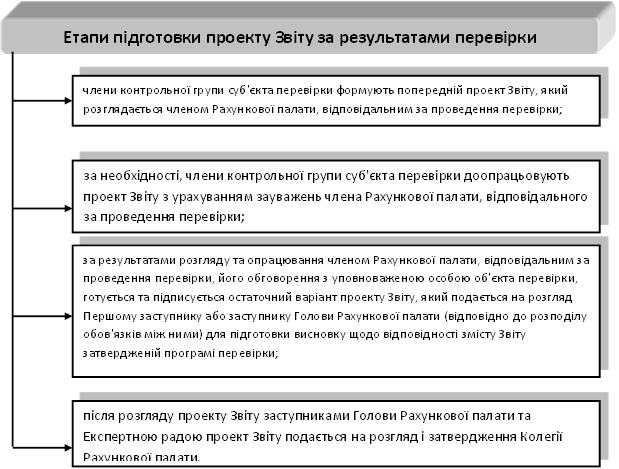 Етапи підготовки проекту Звіту за результатами перевірки
члени контрольної групи суб'єкта перевірки формують попередній проект Звіту, який
розглядається членом Рахункової палати, відповідальним за проведення перевірки;
за необхідності, члени контрольної групи суб'єкта перевірки доопрацьовують
проект Звіту з урахуванням зауважень члена Рахункової палати, відповідального
за проведення перевірки;
за результатами розгляду та опрацювання членом Рахункової палати, відповідальним за
проведення перевірки, його обговорення з уповноваженою особою об'єкта перевірки,
готується та підписується остаточний варіант проекту Звіту, який подається на розгляд
Першому заступнику або заступнику Голови Рахункової палати (відповідно до розподілу
обов'язків між ними) для підготовки висновку щодо відповідності змісту Звіту
затвердженій програмі перевірки;
після розгляду проекту Звіту заступниками Голови Рахункової палати та
Експертною радою проект Звіту подається на розгляд і затвердження Колегії
Рахункової палати.